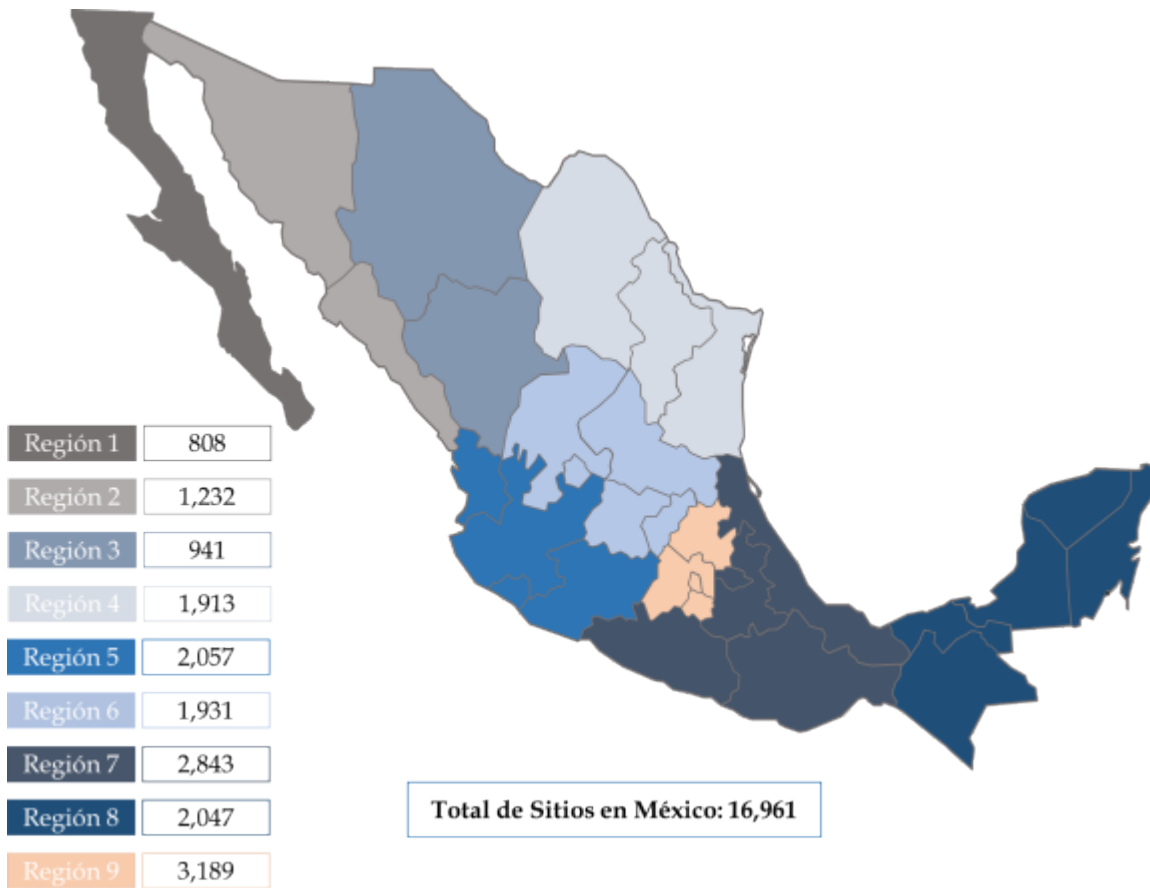 Región 1 808
Región 2 1,232
Región 3 941
Región 4 1,913
Región 5 2,057
Región 6 1,931
Región 7 2,843
Región 8 2,047
Región 9 3,189
Total de Sitios en México: 16,961